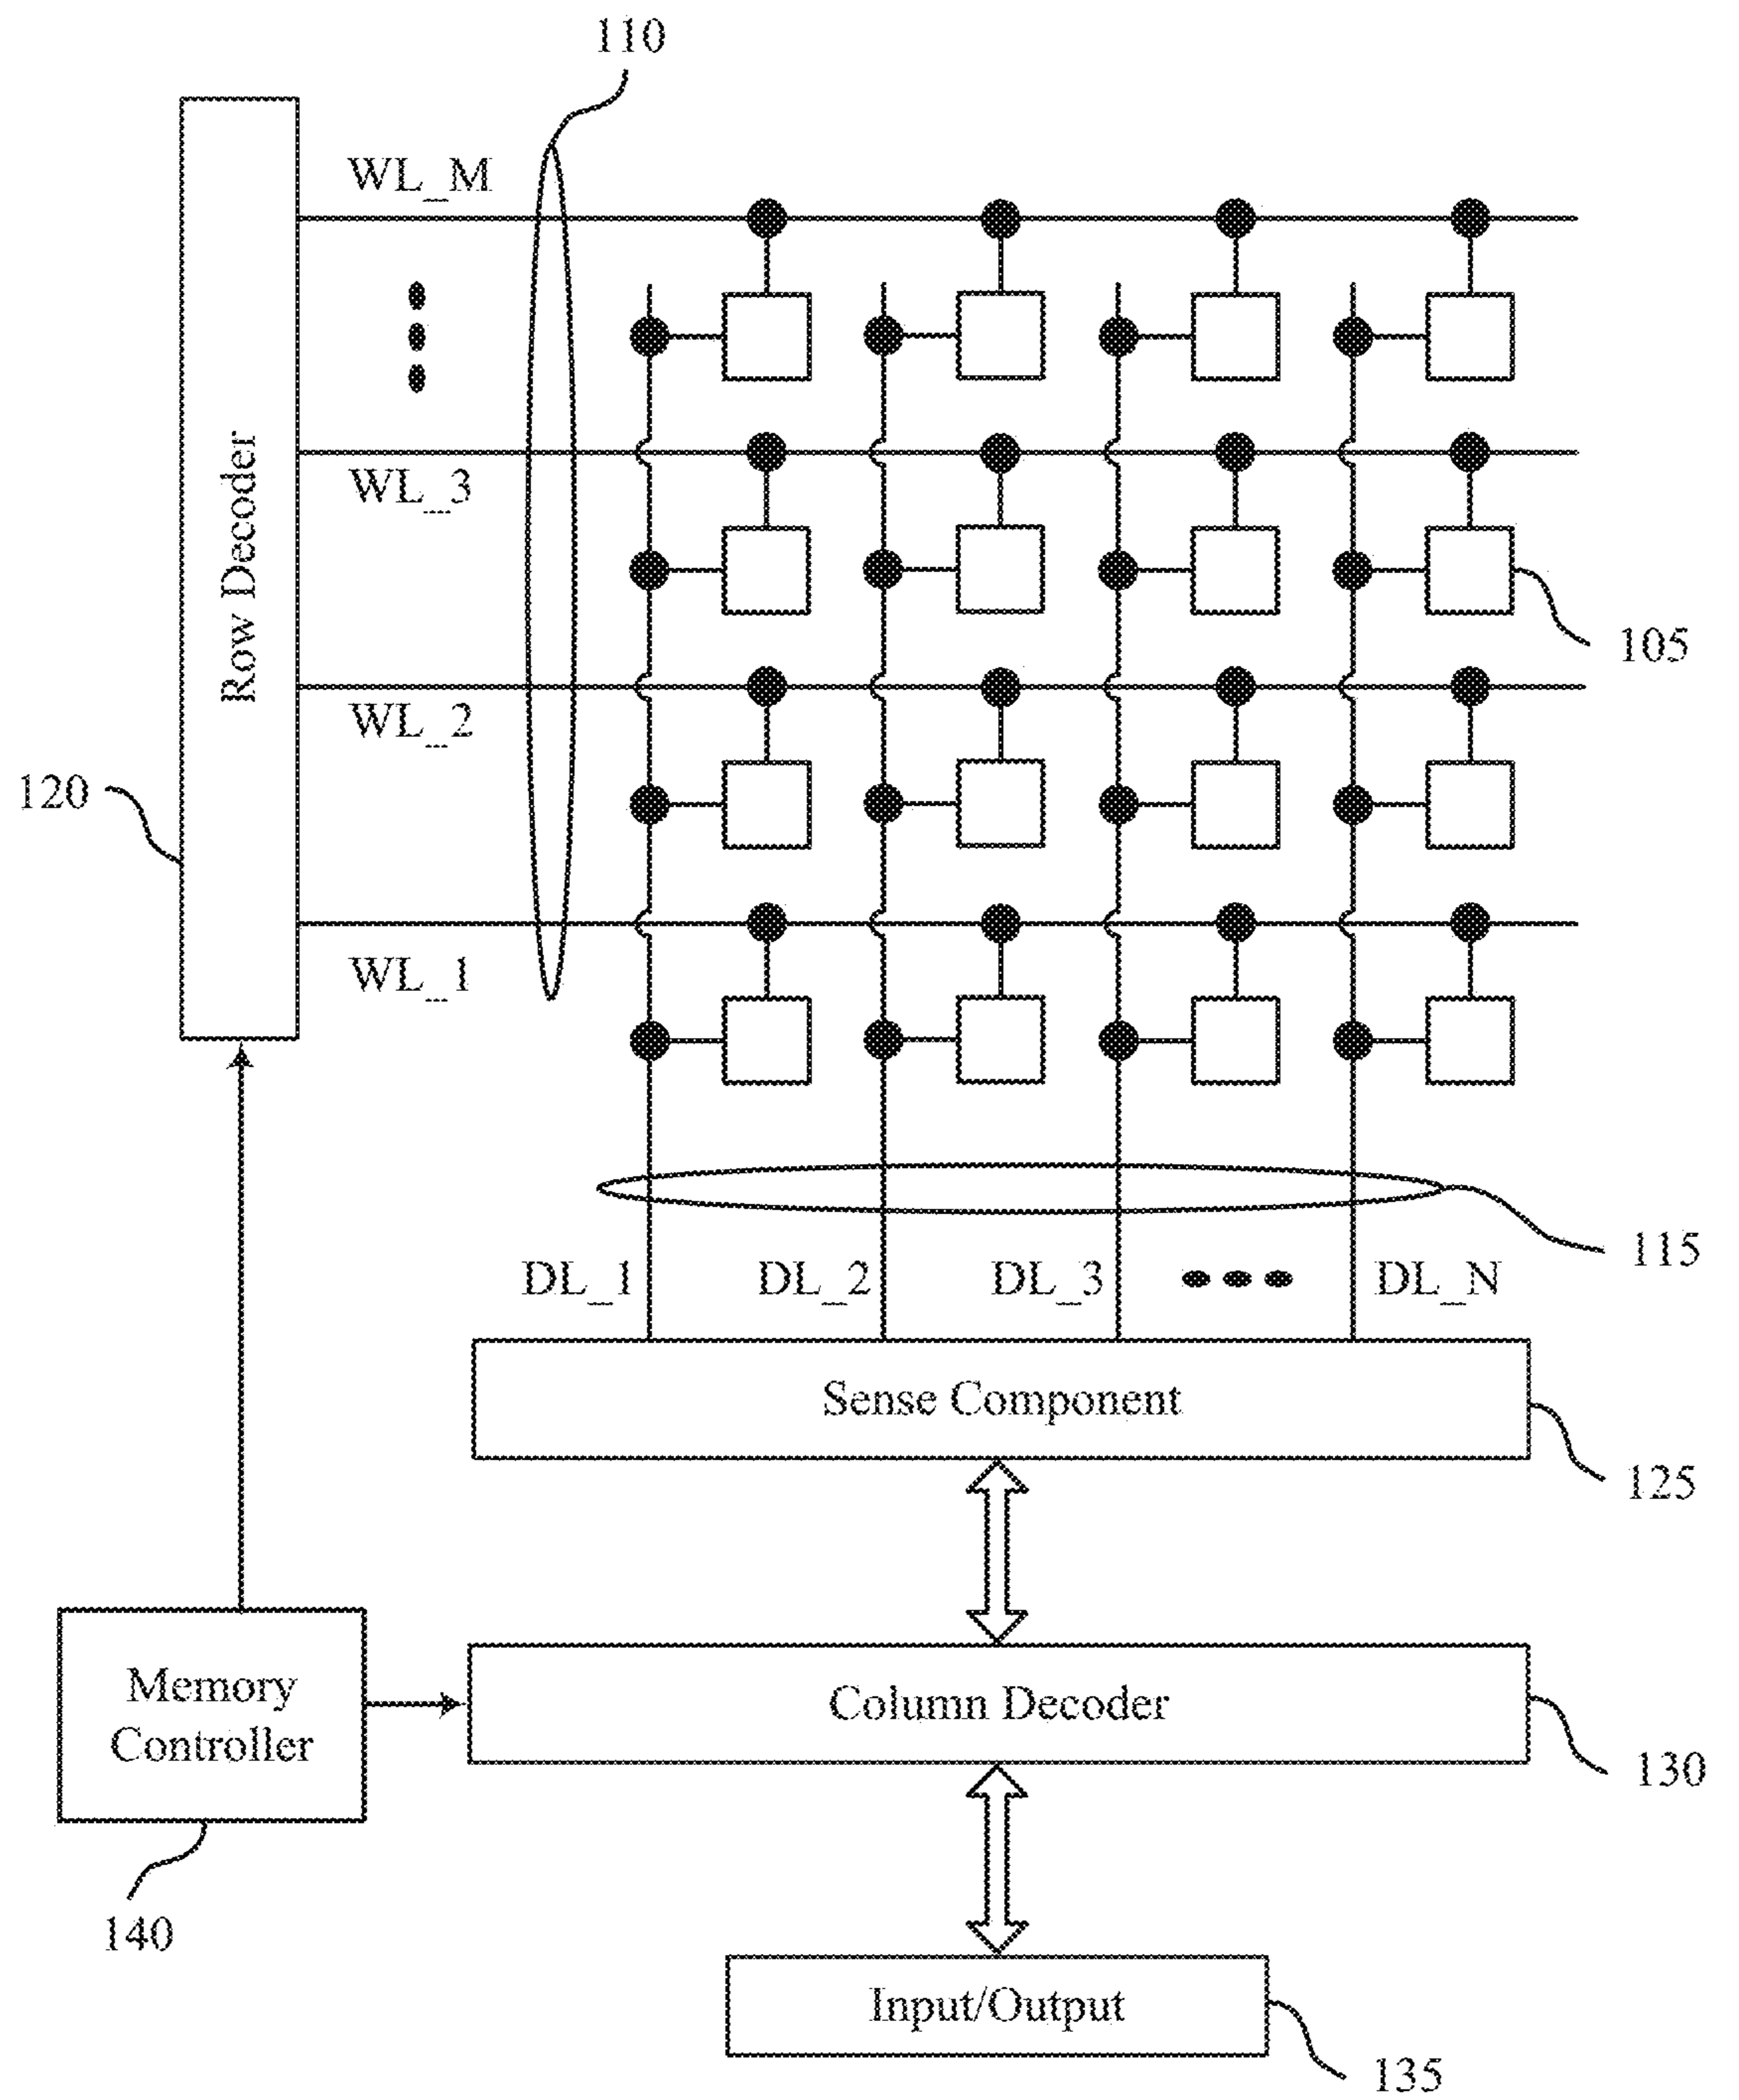 110
WL_M
Row Decoder
WL_3
105
WL_2
120
WL_1
115
DL_1
DL_2
DL_3
DL_N
Sense Component
125
Memory
Controller
Column Decoder
130
140
Input/Output
135